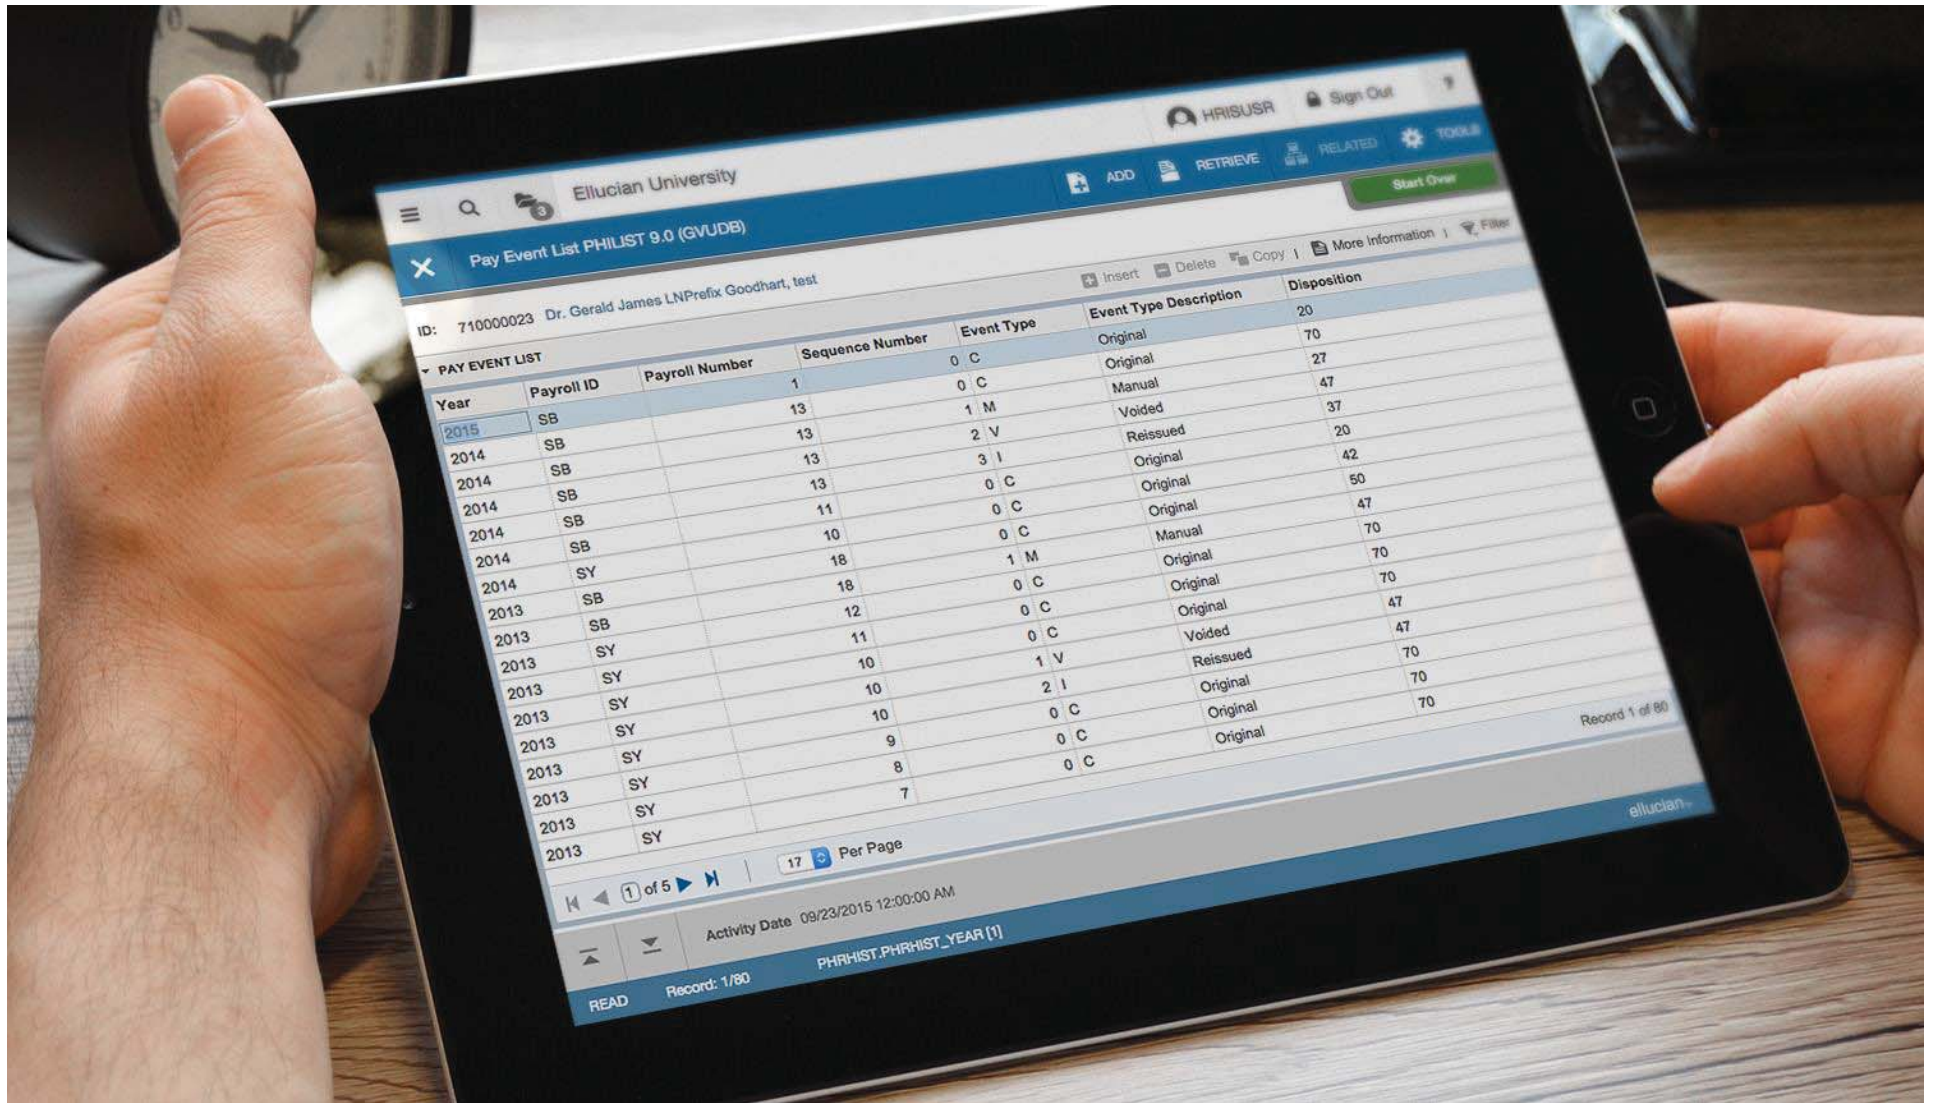 3 Ellucian University HRISUSR Sign Out ?
Pay Event List PHILIST 9.0 (GVUDB) ADD RETRIEVE RELATED TOOLS
ID: 710000023 Dr. Gerald James LNPrefix Goodhart, test Start Over
PAY EVENT LIST Insert Delete Copy More Information Filter
Year Payroll ID Payroll Number Sequence Number Event Type Event Type Description Disposition
2015 SB 1 0 C Original 20
2014 SB 13 0 C Original 70
2014 SB 13 1 M Manual 27
2014 SB 13 2 V Voided 47
2014 SB 13 3 I Reissued 37
2014 SB 11 0 C Original 20
2014 SY 10 0 C Original 42
2013 SB 18 0 C Original 50
2013 SB 18 1 M Manual 47
2013 SY 12 0 C Original 70
2013 SY 11 0 C Original 70
2013 SY 10 0 C Original 70
2013 SY 10 1 V Voided 47
2013 SY 10 2 I Reissued 47
2013 SY 9 0 C Original 70
2013 SY 8 0 C Original 70
2013 SY 7 0 C Original 70
1 of 5 17 Per Page Record 1 of 80
Activity Date 09/23/2015 12:00:00 AM
READ Record: 1/80 PHRHIST.PHRHIST_YEAR [1] ellucian